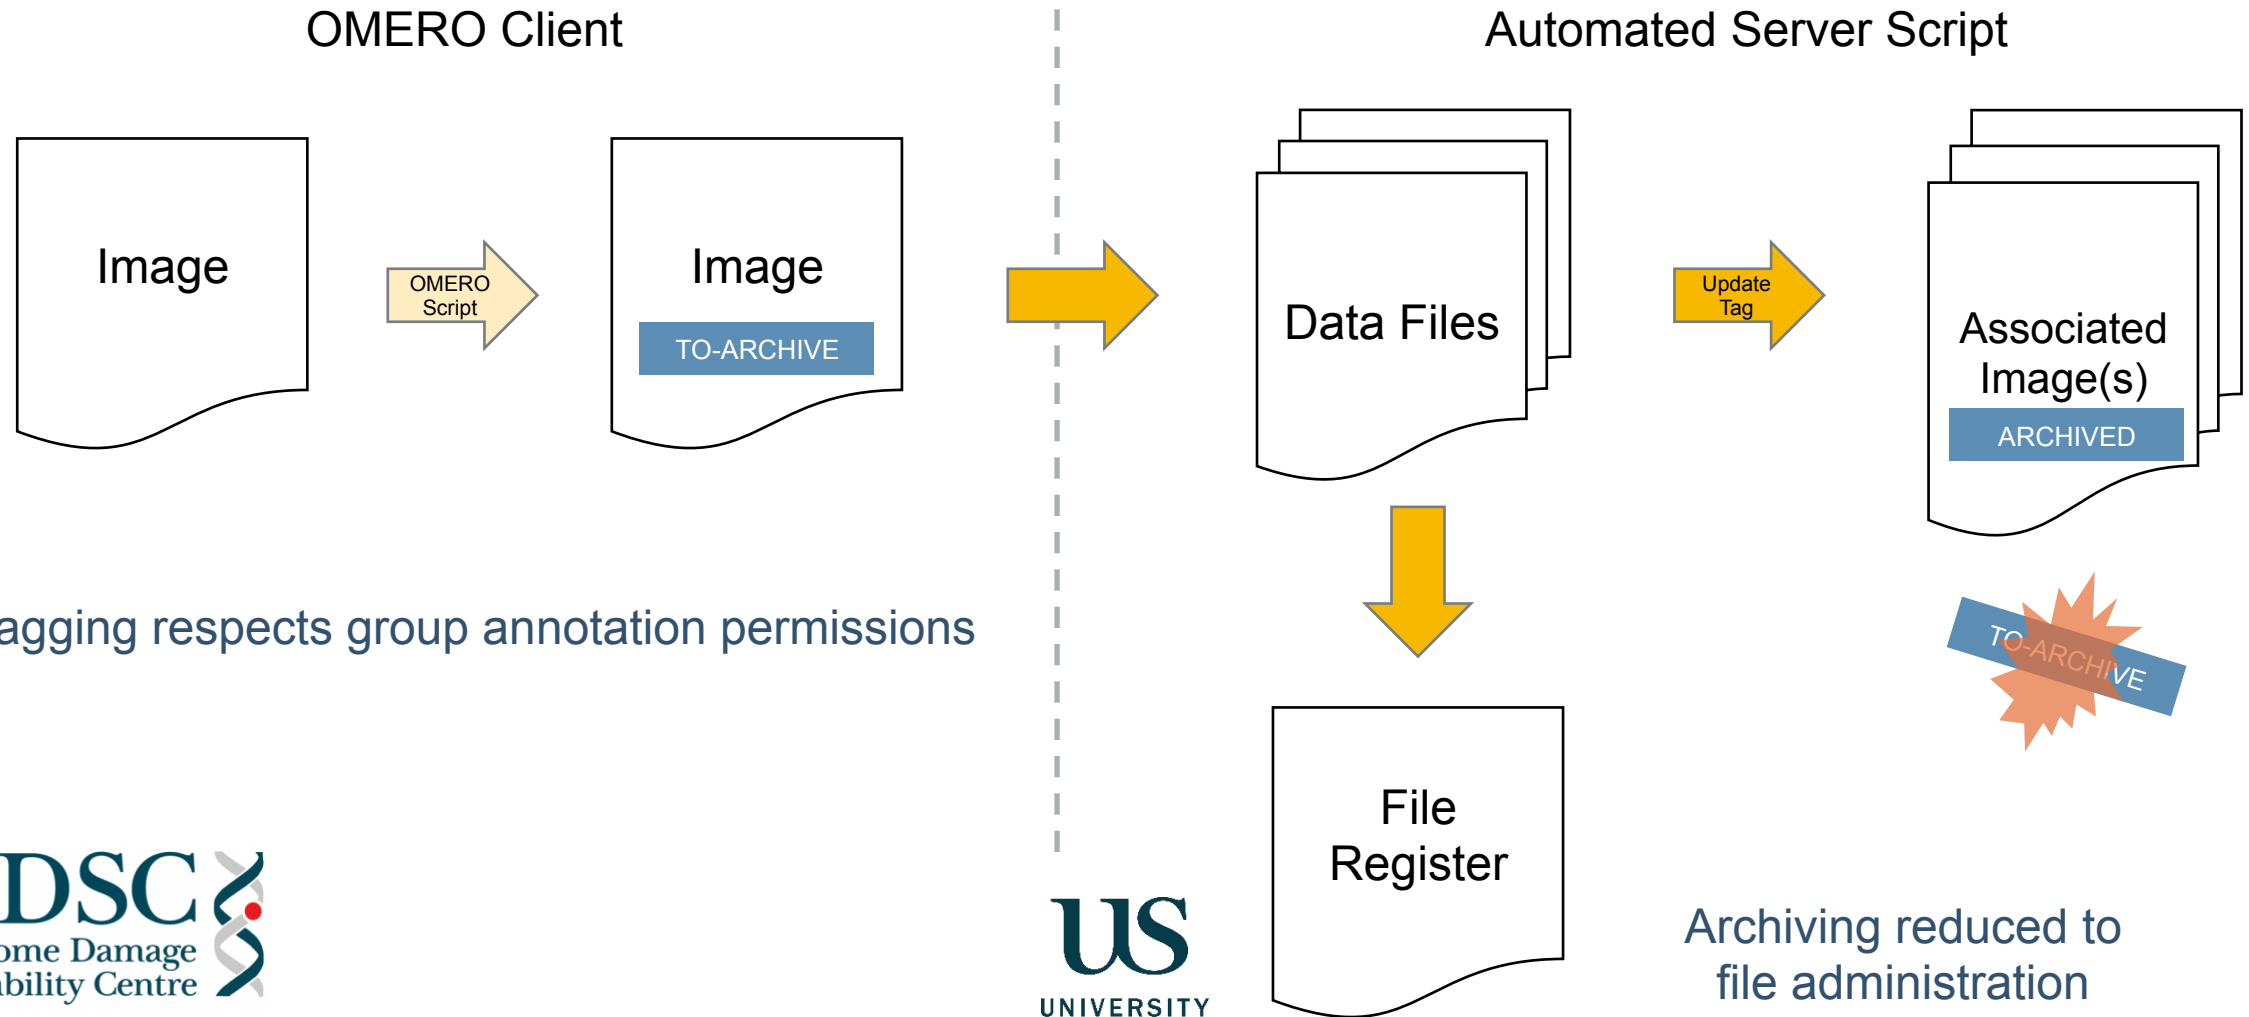 OMERO Client
Automated Server Script
Image
OMERO
Script
Image
TO-ARCHIVE
Data Files
Update
Tag
Associated
Image(s)
ARCHIVED
TO-ARCHIVE
agging respects group annotation permissions
File
Register
Archiving reduced to
file administration
DSC
ome Damage
ability Centre
US
UNIVERSITY